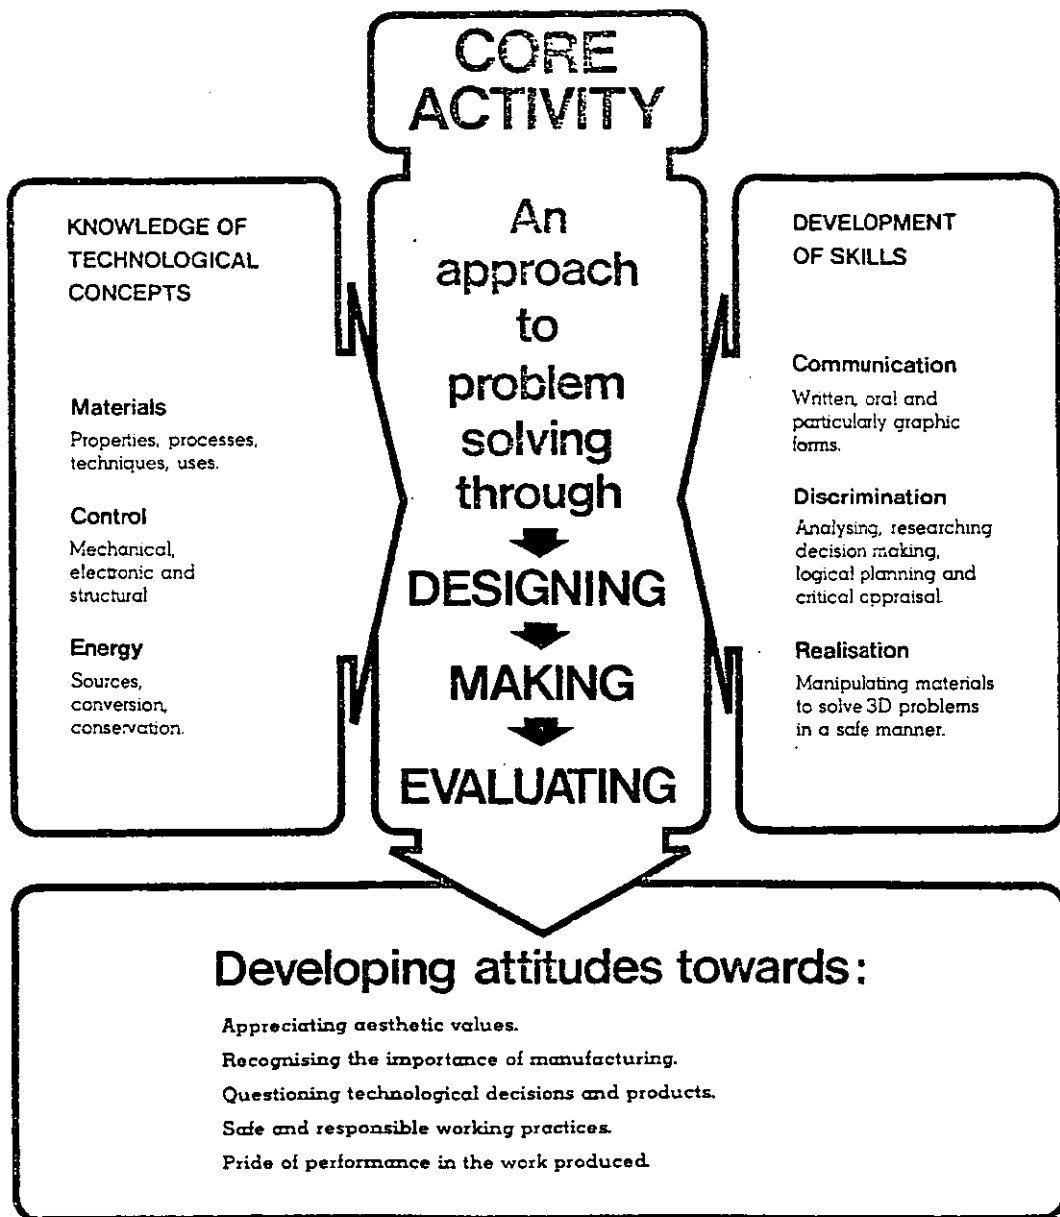 CORE
ACTIVITY
An
approach
to
problem
solving
through
DESIGNING
MAKING
EVALUATING
KNOWLEDGE OF
TECHNOLOGICAL
CONCEPTS
Materials
Properties, processes,
techniques, uses.
Control
Mechanical,
electronic and
structural
Energy
Sources,
conversion,
conservation.
DEVELOPMENT
OF SKILLS
Communication
Written, oral and
particularly graphic
forms.
Discrimination
Analysing, researching
decision making,
logical planning and
critical appraisal.
Realisation
Manipulating materials
to solve 3D problems
in a safe manner.
Developing attitudes towards:
Appreciating aesthetic values.
Recognising the importance of manufacturing.
Questioning technological decisions and products.
Safe and responsible working practices.
Pride of performance in the work produced.